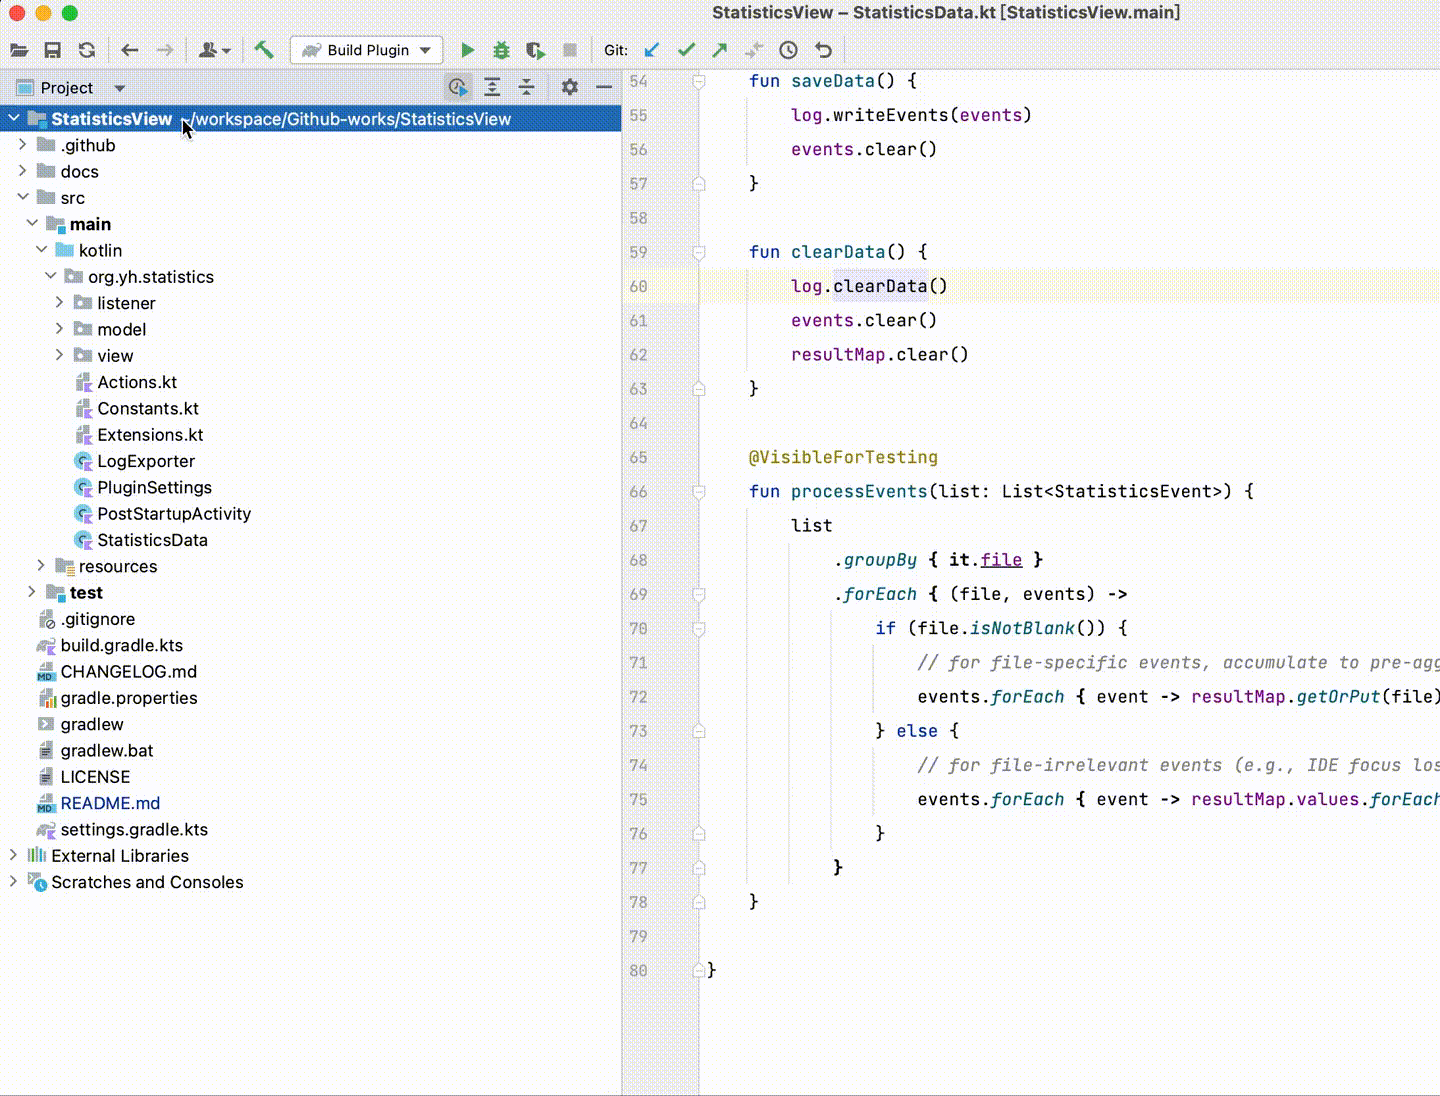 StatisticsView – StatisticsData.kt [StatisticsView.main]
Build Plugin
Git:
Project
StatisticsView ~/workspace/Github-works/StatisticsView
.github
docs
src
main
kotlin
org.yh.statistics
listener
model
view
Actions.kt
Constants.kt
Extensions.kt
LogExporter
PluginSettings
PostStartupActivity
StatisticsData
resources
test
.gitignore
build.gradle.kts
CHANGELOG.md
gradle.properties
gradlew
gradlew.bat
LICENSE
README.md
settings.gradle.kts
External Libraries
Scratches and Consoles
54 fun saveData() {
55 log.writeEvents(events)
56 events.clear()
57 }
58
59 fun clearData() {
60 log.clearData()
61 events.clear()
62 resultMap.clear()
63 }
64
65 @VisibleForTesting
66 fun processEvents(list: List<StatisticsEvent>) {
67 list
68 .groupBy { it.file }
69 .forEach { (file, events) ->
70 if (file.isNotBlank()) {
71 // for file-specific events, accumulate to pre-agg
72 events.forEach { event -> resultMap.getOrPut(file)
73 } else {
74 // for file-irrelevant events (e.g., IDE focus los
75 events.forEach { event -> resultMap.values.forEach
76 }
77 }
78 }
79
80 }